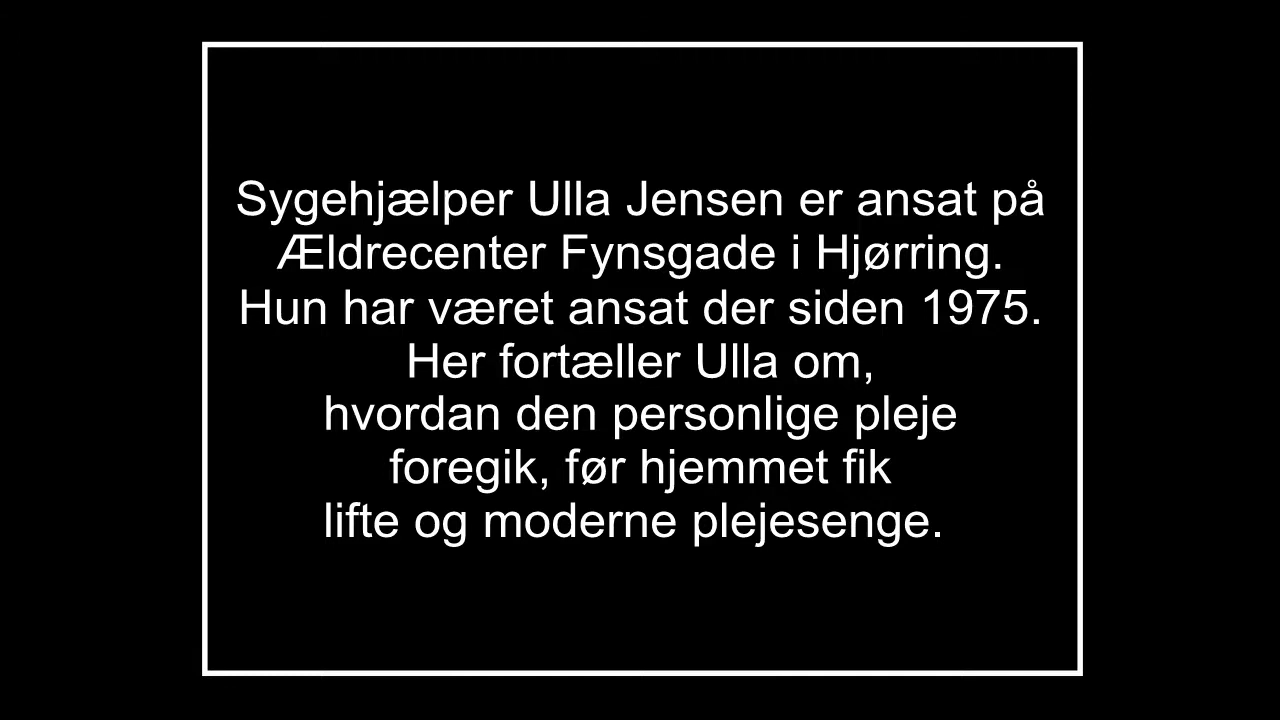 Sygehjælper Ulla Jensen er ansat på
Ældrecenter Fynsgade i Hjørring.
Hun har været ansat der siden 1975.
Her fortæller Ulla om,
hvordan den personlige pleje
foregik, før hjemmet fik
lifte og moderne plejesenge.